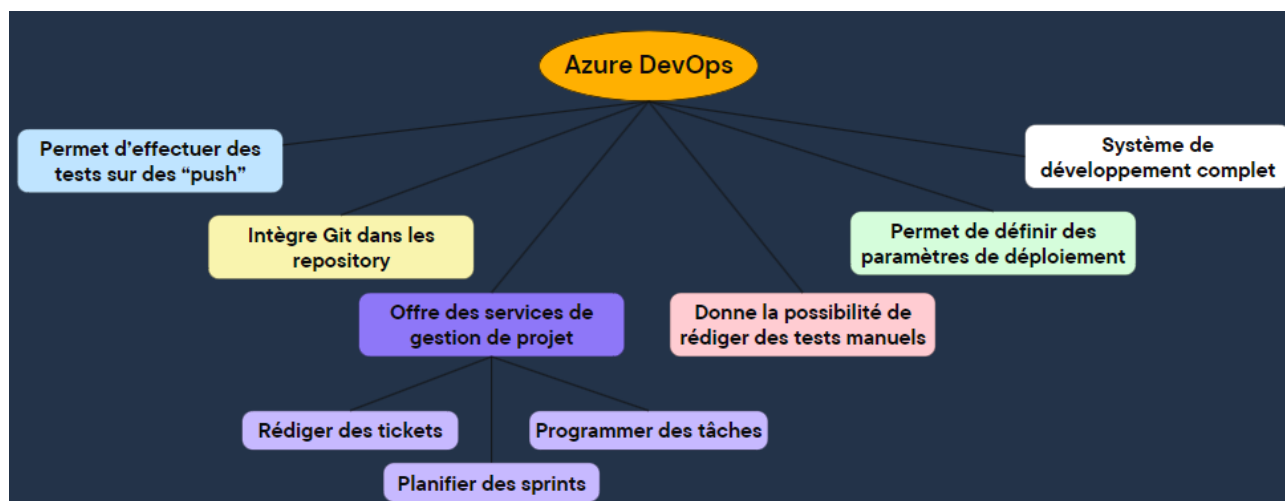 Azure DevOps
Permet d'effectuer des
tests sur des “push”
Système de
développement complet
Intègre Git dans les
repository
Permet de définir des
paramètres de déploiement
Offre des services de
gestion de projet
Donne la possibilité de
rédiger des tests manuels
Rédiger des tickets
Programmer des tâches
Planifier des sprints